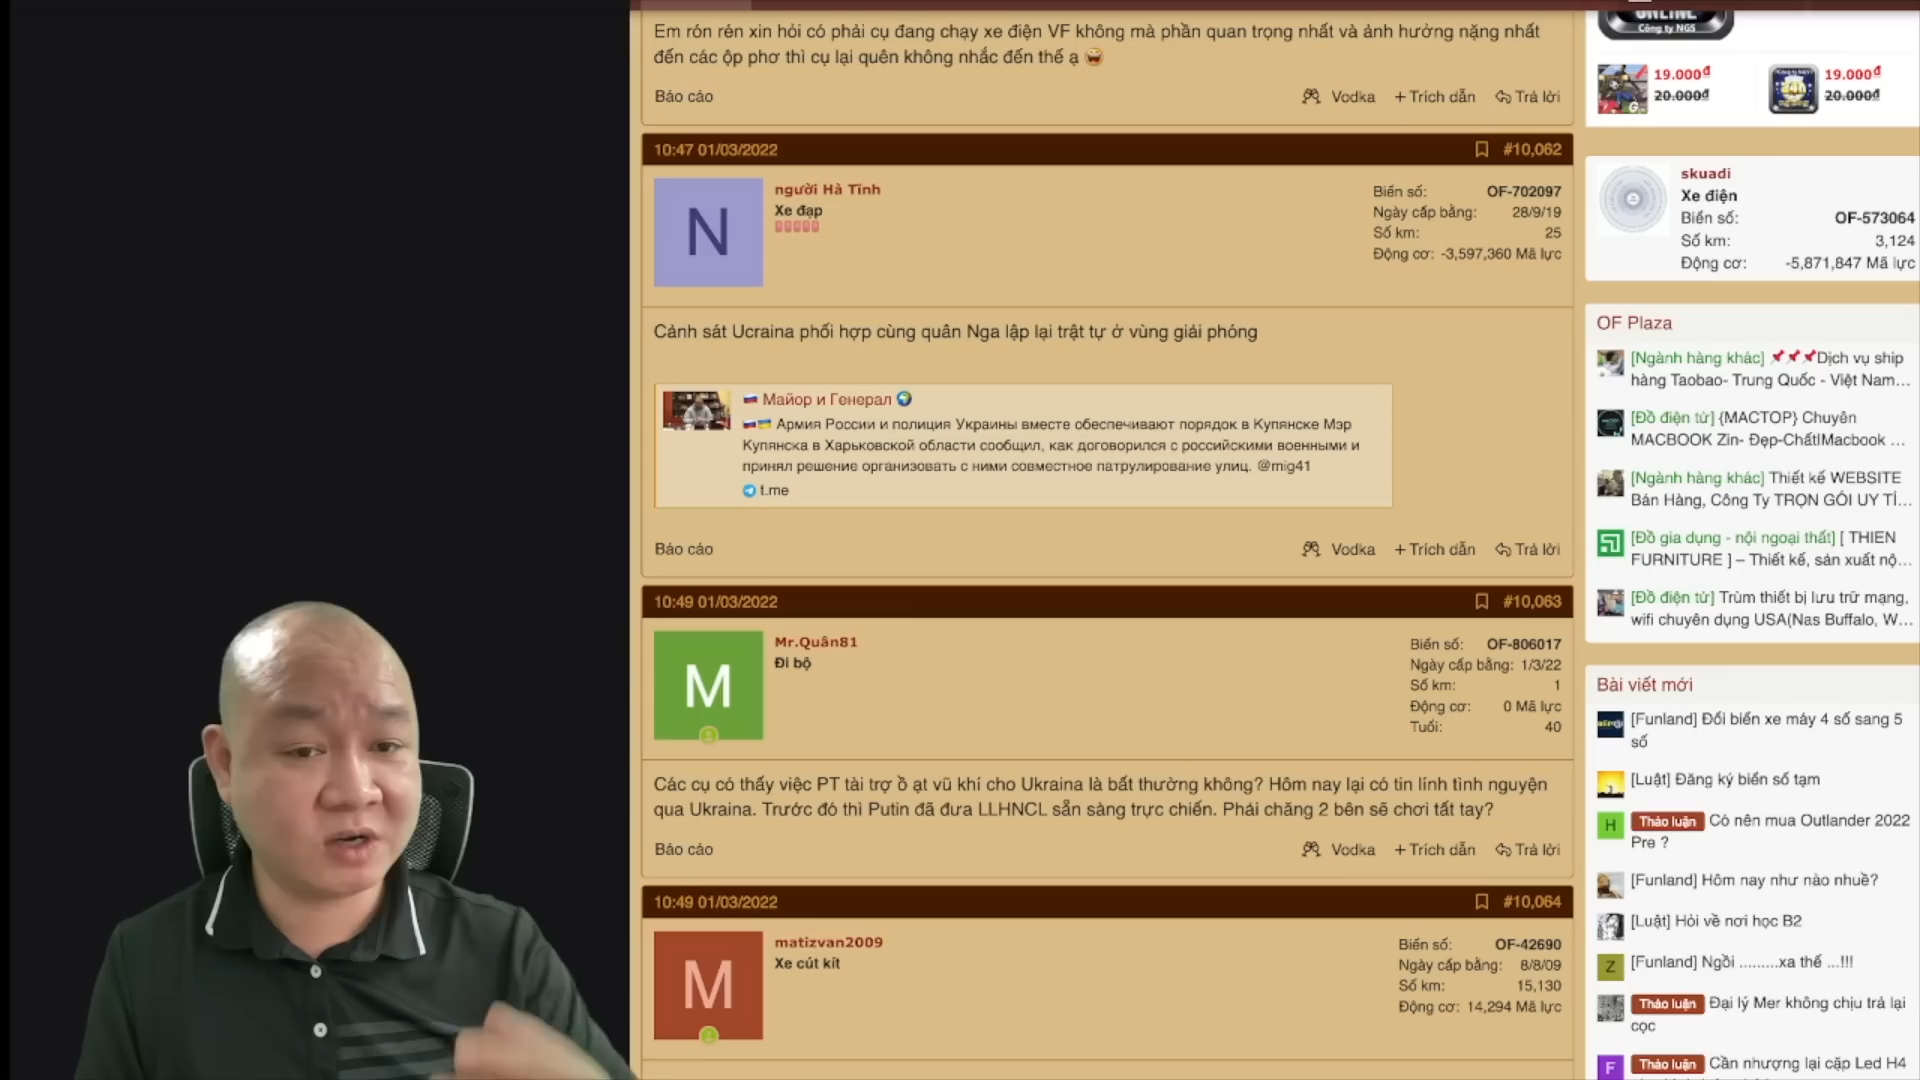 Em rón rén xin hỏi có phải cụ đang chạy xe điện VF không mà phần quan trọng nhất và ảnh hưởng nặng nhất
đến các ộp phơ thì cụ lại quên không nhắc đến thế ạ
Báo cáo
Vodka
+ Trích dẫn
Trả lời
10:47 01/03/2022
#10,062
N
người Hà Tĩnh
Xe đạp
Biển số: OF-702097
Ngày cấp bằng: 28/9/19
Số km: 25
Động cơ: -3,597,360 Mã lực
Cảnh sát Ucraina phối hợp cùng quân Nga lập lại trật tự ở vùng giải phóng
Майор и Генерал
Армия России и полиция Украины вместе обеспечивают порядок в Купянске Мэр
Купянска в Харьковской области сообщил, как договорился с российскими военными и
принял решение организовать с ними совместное патрулирование улиц. @mig41
t.me
Báo cáo
Vodka
+ Trích dẫn
Trả lời
10:49 01/03/2022
#10,063
M
Mr.Quân81
Đi bộ
Biển số: OF-806017
Ngày cấp bằng: 1/3/22
Số km: 1
Động cơ: 0 Mã lực
Tuổi: 40
Các cụ có thấy việc PT tài trợ ồ ạt vũ khí cho Ukraina là bất thường không? Hôm nay lại có tin lính tình nguyện
qua Ukraina. Trước đó thì Putin đã đưa LLHNCL sẵn sàng trực chiến. Phải chăng 2 bên sẽ chơi tất tay?
Báo cáo
Vodka
+ Trích dẫn
Trả lời
10:49 01/03/2022
#10,064
M
matizvan2009
Xe cút kít
Biển số: OF-42690
Ngày cấp bằng: 8/8/09
Số km: 15,130
Động cơ: 14,294 Mã lực
ONLINE
Công ty NGS
19.000đ
20.000đ
19.000đ
20.000đ
skuadi
Xe điện
Biển số: OF-573064
Số km: 3,124
Động cơ: -5,871,847 Mã lực
OF Plaza
[Ngành hàng khác] Dịch vụ ship
hàng Taobao- Trung Quốc - Việt Nam...
[Đồ điện tử] {MACTOP} Chuyên
MACBOOK Zin- Đẹp-Chất!Macbook ...
[Ngành hàng khác] Thiết kế WEBSITE
Bán Hàng, Công Ty TRỌN GÓI UY TÍ...
[Đồ gia dụng - nội ngoại thất] [ THIEN
FURNITURE ] – Thiết kế, sản xuất nộ...
[Đồ điện tử] Trùm thiết bị lưu trữ mạng,
wifi chuyên dụng USA(Nas Buffalo, W...
Bài viết mới
[Funland] Đổi biển xe máy 4 số sang 5
số
[Luật] Đăng ký biển số tạm
H
Thảo luận Có nên mua Outlander 2022
Pre ?
[Funland] Hôm nay như nào nhuề?
[Luật] Hỏi về nơi học B2
Z
[Funland] Ngồi .........xa thế ...!!!
Thảo luận Đại lý Mer không chịu trả lại
cọc
F
Thảo luận Cần nhượng lại cặp Led H4